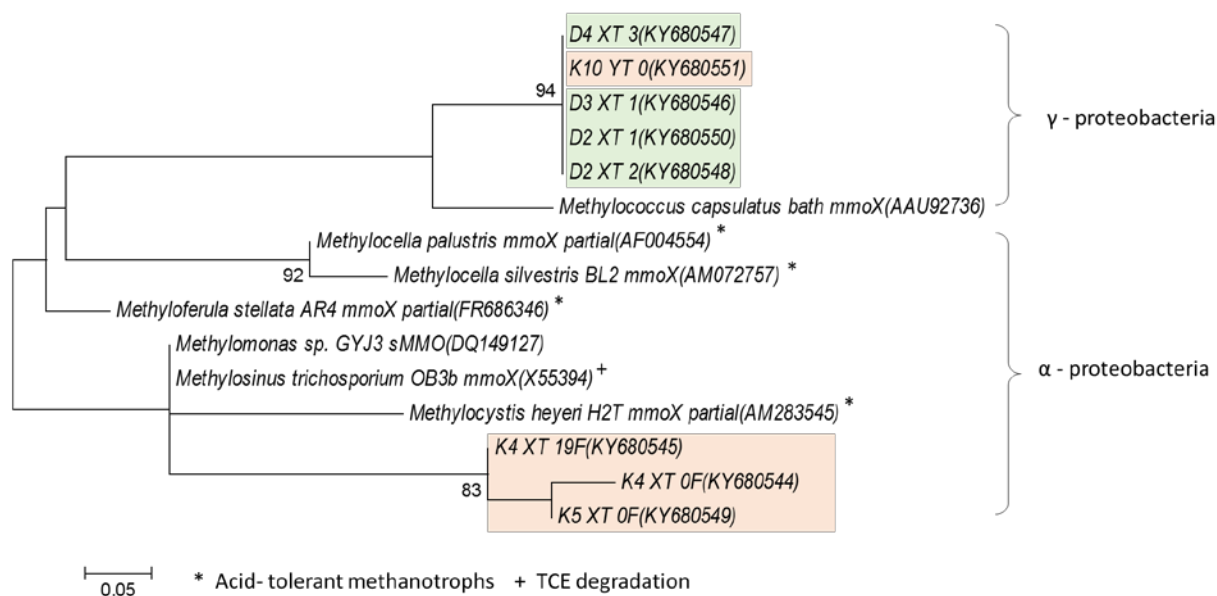 D4 XT 3(KY680547)
K10 YT 0(KY680551)
94
D3 XT 1(KY680546)
D2 XT 1(KY680550)
D2 XT 2(KY680548)
γ - proteobacteria
Methylococcus capsulatus bath mmoX(AAU92736)
Methylocella palustris mmoX partial(AF004554) *
92
Methylocella silvestris BL2 mmoX(AM072757) *
Methyloferula stellata AR4 mmoX partial(FR686346) *
Methylomonas sp. GYJ3 sMMO(DQ149127)
Methylosinus trichosporium OB3b mmoX(X55394) +
α - proteobacteria
Methylocystis heyeri H2T mmoX partial(AM283545) *
K4 XT 19F(KY680545)
K4 XT 0F(KY680544)
83
K5 XT 0F(KY680549)
0.05
* Acid- tolerant methanotrophs + TCE degradation